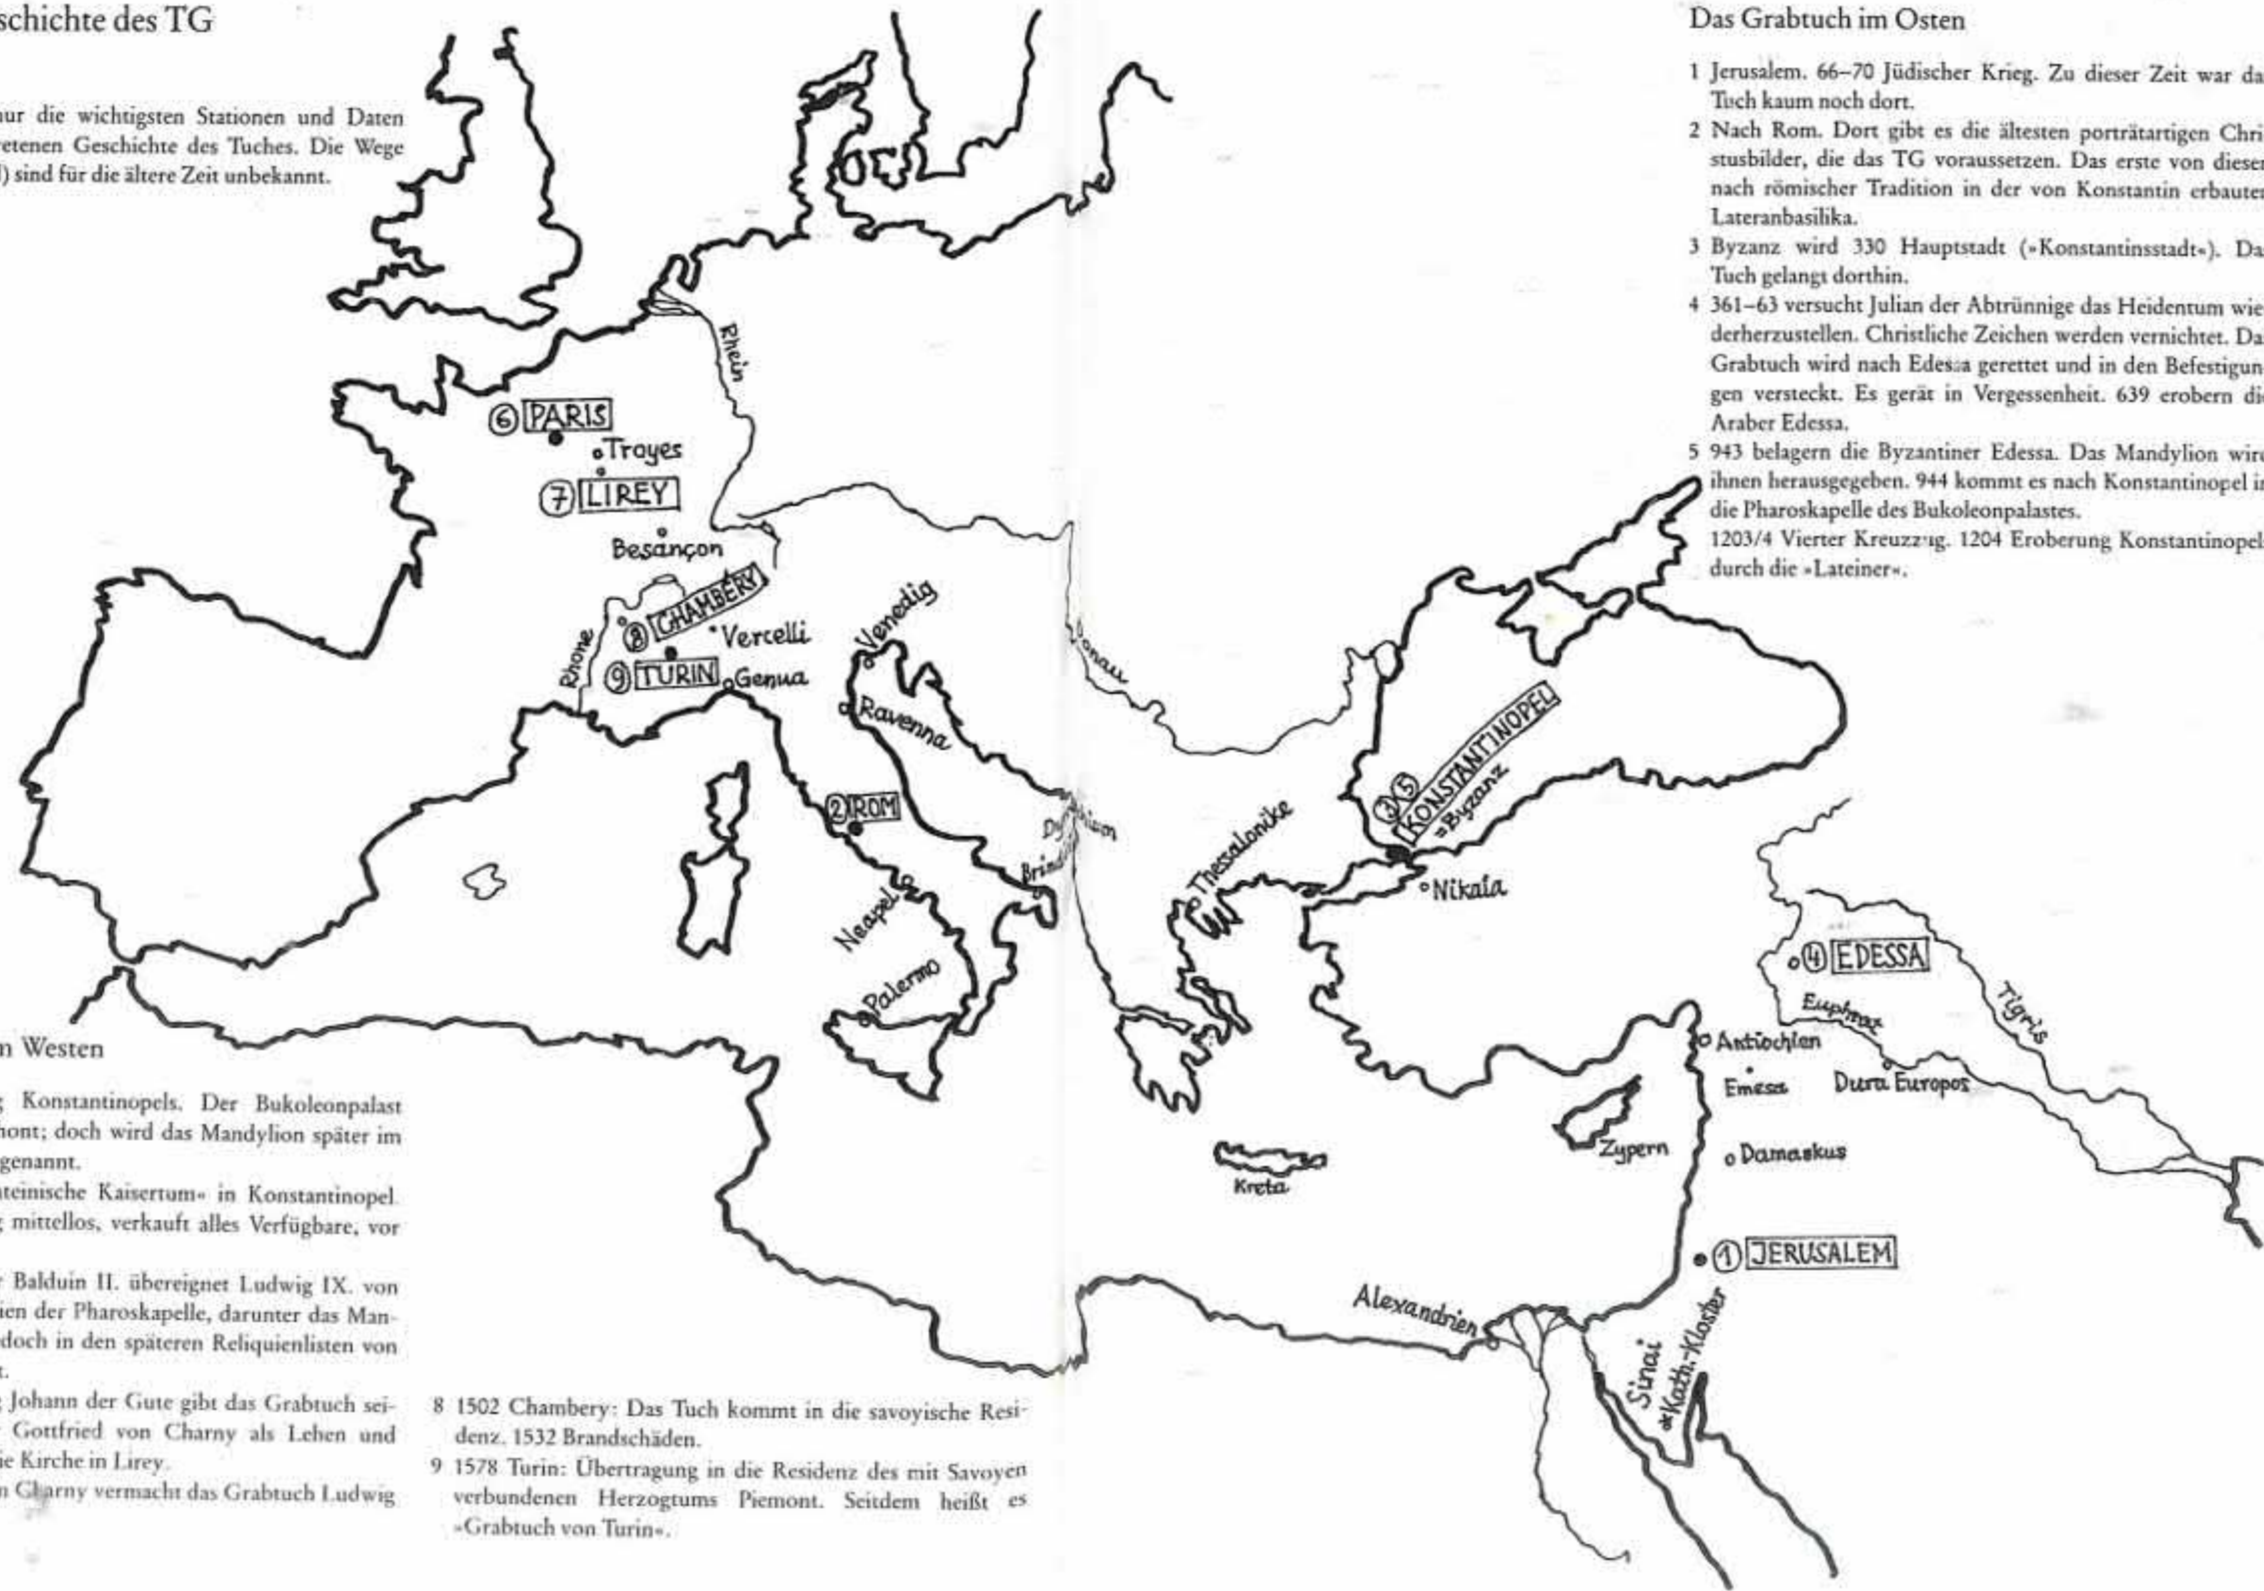 schichte des TG
nur die wichtigsten Stationen und Daten
retenen Geschichte des Tuches. Die Wege
l) sind für die ältere Zeit unbekannt.
Das Grabtuch im Osten
1 Jerusalem. 66–70 Jüdischer Krieg. Zu dieser Zeit war da
Tuch kaum noch dort.
2 Nach Rom. Dort gibt es die ältesten porträtartigen Chri
stusbilder, die das TG voraussetzen. Das erste von diesen
nach römischer Tradition in der von Konstantin erbauten
Lateranbasilika.
3 Byzanz wird 330 Hauptstadt (»Konstantinsstadt«). Da
Tuch gelangt dorthin.
4 361–63 versucht Julian der Abtrünnige das Heidentum wie
derherzustellen. Christliche Zeichen werden vernichtet. Da
Grabtuch wird nach Edessa gerettet und in den Befestigun
gen versteckt. Es gerät in Vergessenheit. 639 erobern die
Araber Edessa.
5 943 belagern die Byzantiner Edessa. Das Mandylion wird
ihnen herausgegeben. 944 kommt es nach Konstantinopel in
die Pharoskapelle des Bukoleonpalastes.
1203/4 Vierter Kreuzzug. 1204 Eroberung Konstantinopels
durch die »Lateiner«.
Rhein
6 PARIS
Troyes
7 LIREY
Besançon
8 CHAMBÉRY
Vercelli
Rhone
9 TURIN
Genua
Venedig
Ravenna
Donau
2 ROM
Neapel
Palermo
Thessalonike
3 5
KONSTANTINOPEL
=Byzanz
Nikaia
4 EDESSA
Euphrat
Tigris
Antiochien
Emesa
Dura Europos
Zypern
Damaskus
Kreta
1 JERUSALEM
Alexandrien
Sinai
*Kath.-Kloster
n Westen
g Konstantinopels. Der Bukoleonpalast
hont; doch wird das Mandylion später im
genannt.
ateinische Kaisertum« in Konstantinopel
g mittellos, verkauft alles Verfügbare, vor
r Balduin II. übereignet Ludwig IX. von
ien der Pharoskapelle, darunter das Man-
doch in den späteren Reliquienlisten von
t.
g Johann der Gute gibt das Grabtuch sei-
r Gottfried von Charny als Lehen und
ie Kirche in Lirey.
n Charny vermacht das Grabtuch Ludwig
8 1502 Chambery: Das Tuch kommt in die savoyische Resi-
denz. 1532 Brandschäden.
9 1578 Turin: Übertragung in die Residenz des mit Savoyen
verbundenen Herzogtums Piemont. Seitdem heißt es
»Grabtuch von Turin«.